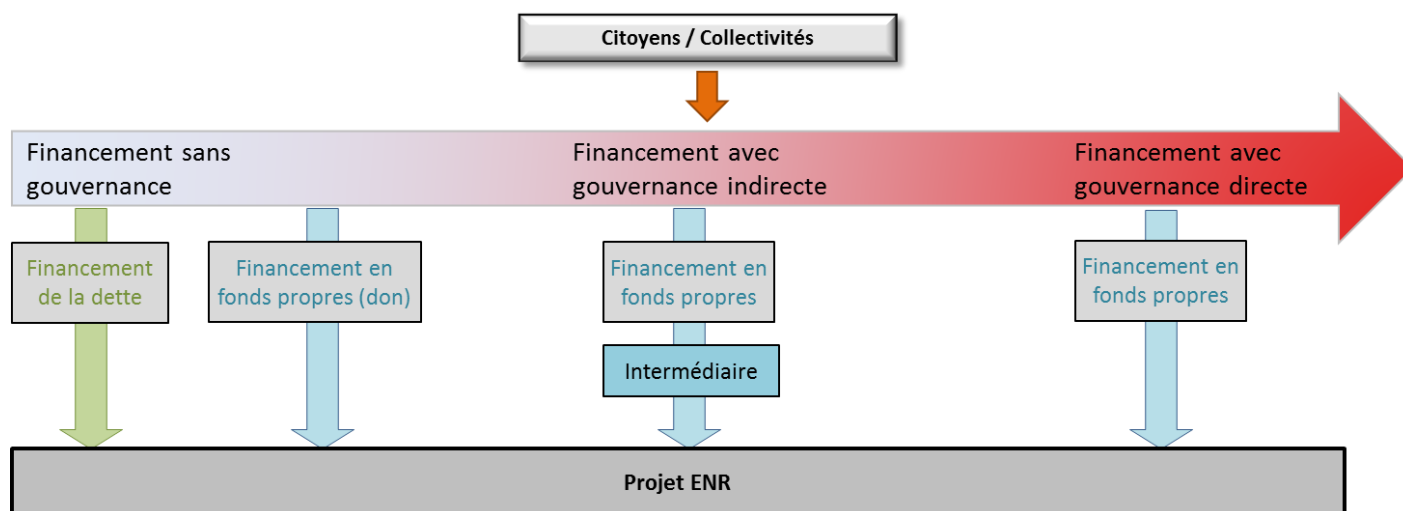 Citoyens / Collectivités
Financement sans
gouvernance
Financement avec
gouvernance indirecte
Financement avec
gouvernance directe
Financement
de la dette
Financement en
fonds propres (don)
Financement en
fonds propres
Intermédiaire
Financement en
fonds propres
Projet ENR